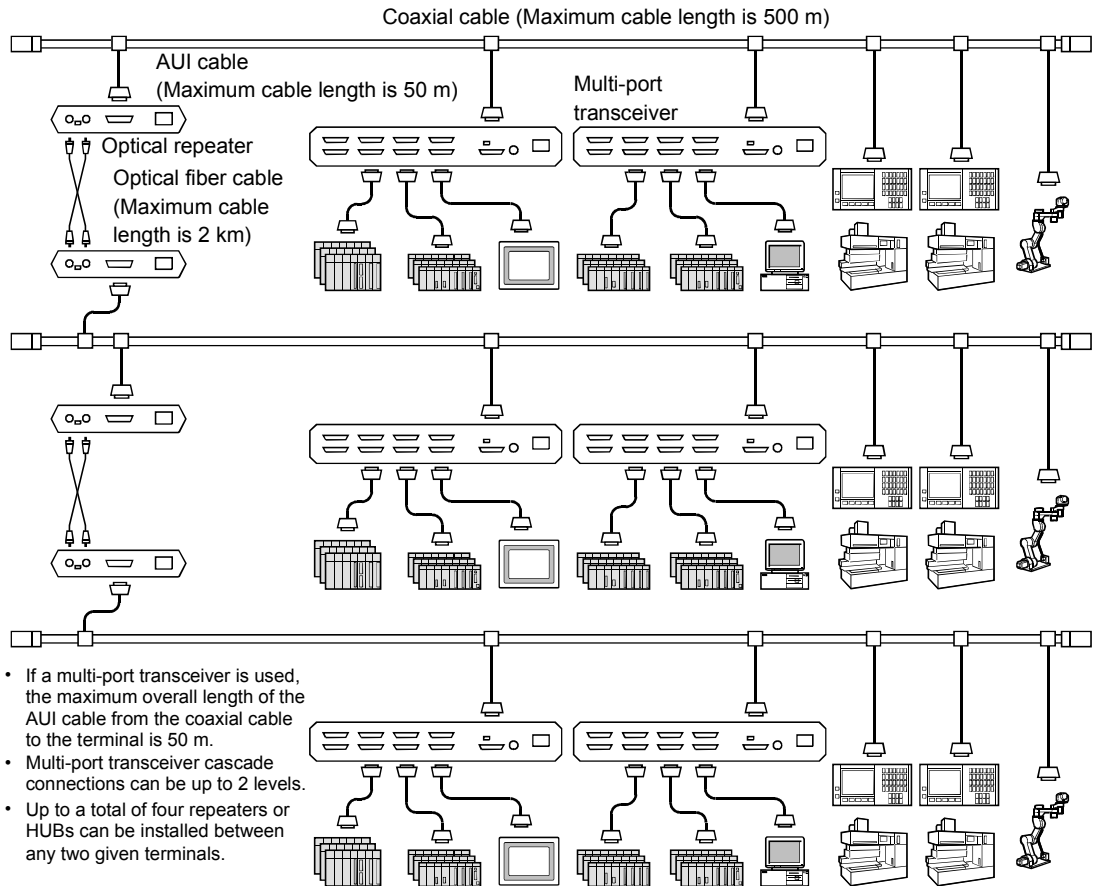 Coaxial cable (Maximum cable length is 500 m)
AUI cable
(Maximum cable length is 50 m)
Multi-port
transceiver
Optical repeater
Optical fiber cable
(Maximum cable
length is 2 km)
• If a multi-port transceiver is used,
the maximum overall length of the
AUI cable from the coaxial cable
to the terminal is 50 m.
• Multi-port transceiver cascade
connections can be up to 2 levels.
• Up to a total of four repeaters or
HUBs can be installed between
any two given terminals.